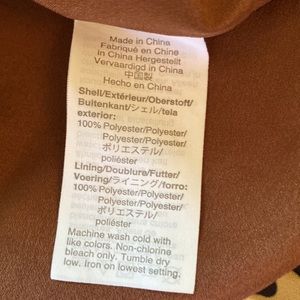 Made in China
Fabriqué en Chine
In China Hergestellt
Vervaardigd in China
中国製
Hecho en China
Shell/Extérieur/Oberstoff/
Buitenkant/シェル/tela
exterior:
100% Polyester/Polyester/
Polyester/Polyester/
ポリエステル/
poliéster
Lining/Doublure/Futter/
Voering/ライニング/forro:
100% Polyester/Polyester/
Polyester/Polyester/
ポリエステル/
poliéster
Machine wash cold with
like colors. Non-chlorine
bleach only. Tumble dry
low. Iron on lowest setting.